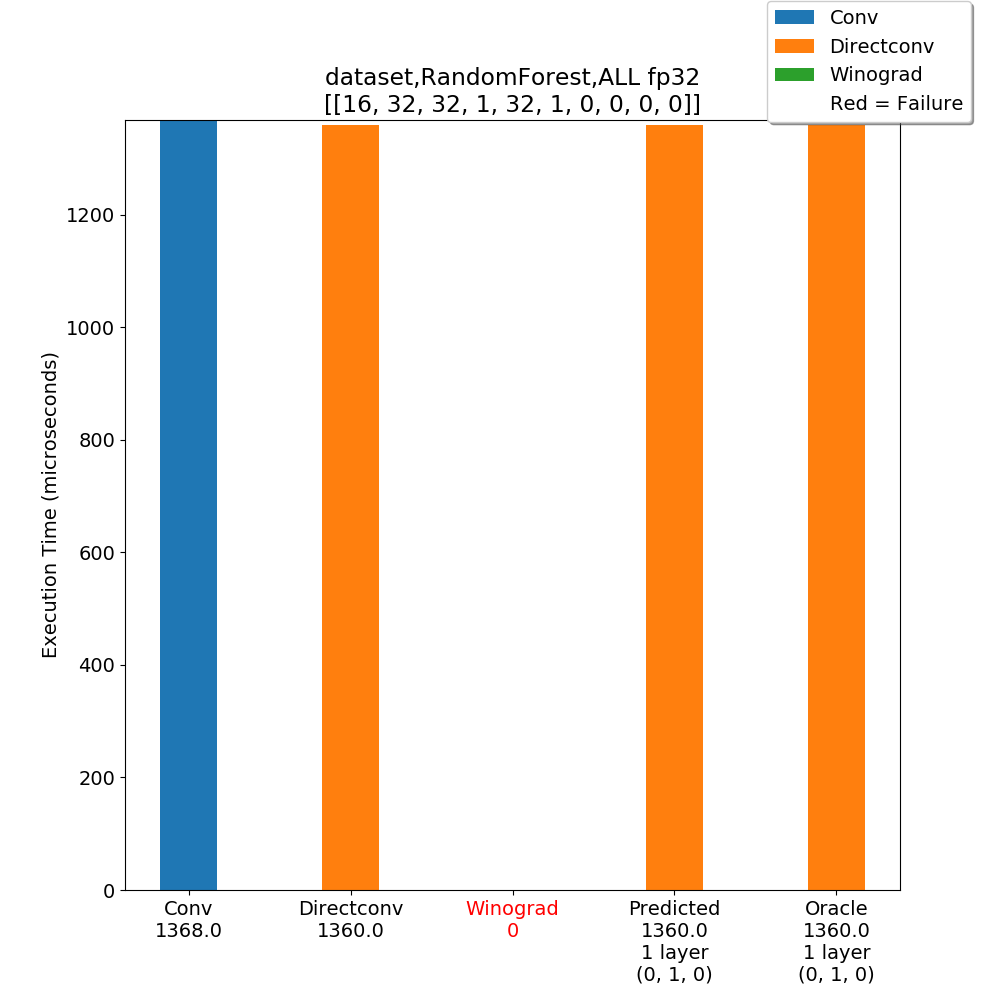 Conv
Directconv
Winograd
Red = Failure
dataset,RandomForest,ALL fp32
[[16, 32, 32, 1, 32, 1, 0, 0, 0, 0]]
Execution Time (microseconds)
1200
1000
800
600
400
200
0
Conv
1368.0
Directconv
1360.0
Winograd
0
Predicted
1360.0
1 layer
(0, 1, 0)
Oracle
1360.0
1 layer
(0, 1, 0)